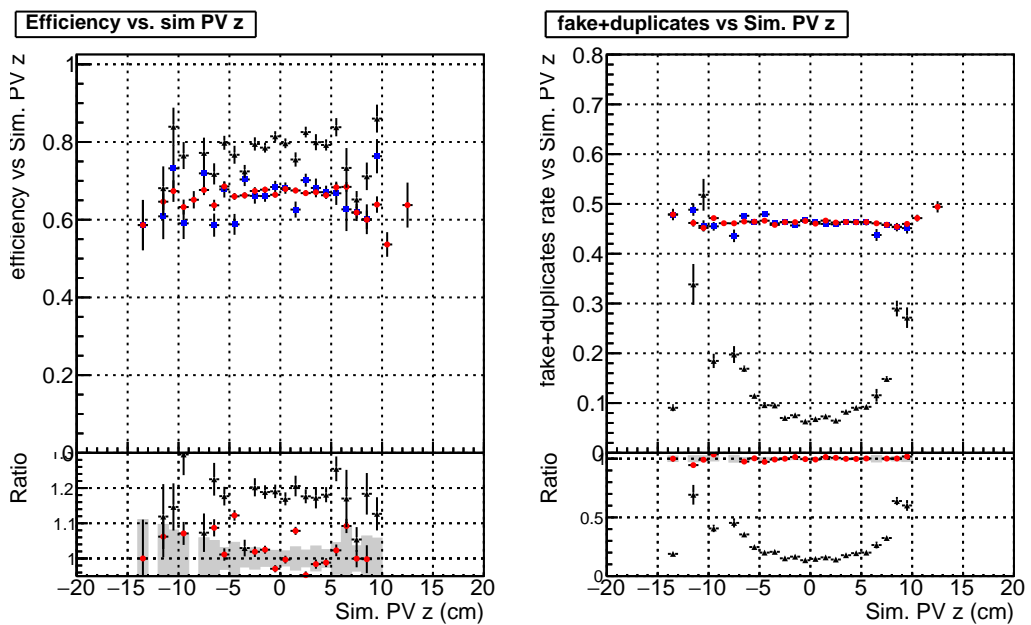 Efficiency vs. sim PV z
efficiency vs Sim. PV z
1
0.8
0.6
0.4
0.2
0
Ratio
1.2
1.1
1
−20 −15 −10 −5 0 5 10 15 20
Sim. PV z (cm)
fake+duplicates vs Sim. PV z
fake+duplicates rate vs Sim. PV z
0.8
0.7
0.6
0.5
0.4
0.3
0.2
0.1
0
Ratio
0.5
0
−20 −15 −10 −5 0 5 10 15 20
Sim. PV z (cm)